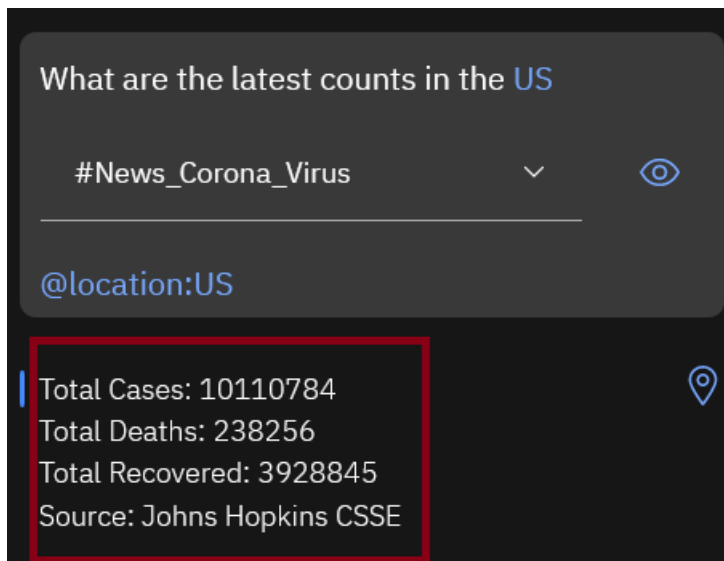 What are the latest counts in the US
#News_Corona_Virus
@location:US
Total Cases: 10110784
Total Deaths: 238256
Total Recovered: 3928845
Source: Johns Hopkins CSSE